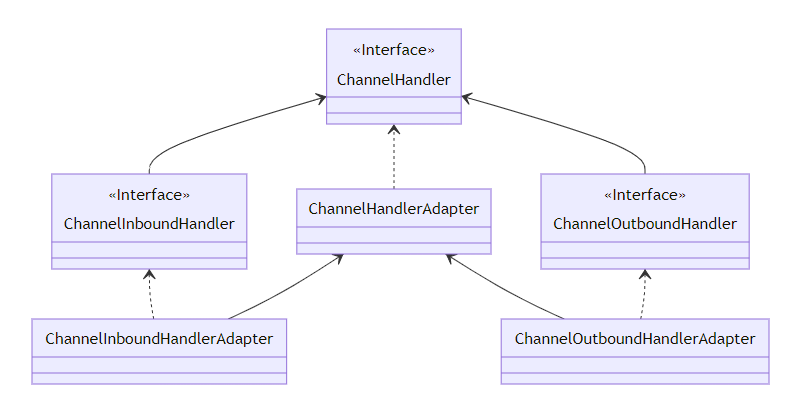 «Interface»
ChannelHandler
«Interface»
ChannelInboundHandler
ChannelHandlerAdapter
«Interface»
ChannelOutboundHandler
ChannelInboundHandlerAdapter
ChannelOutboundHandlerAdapter